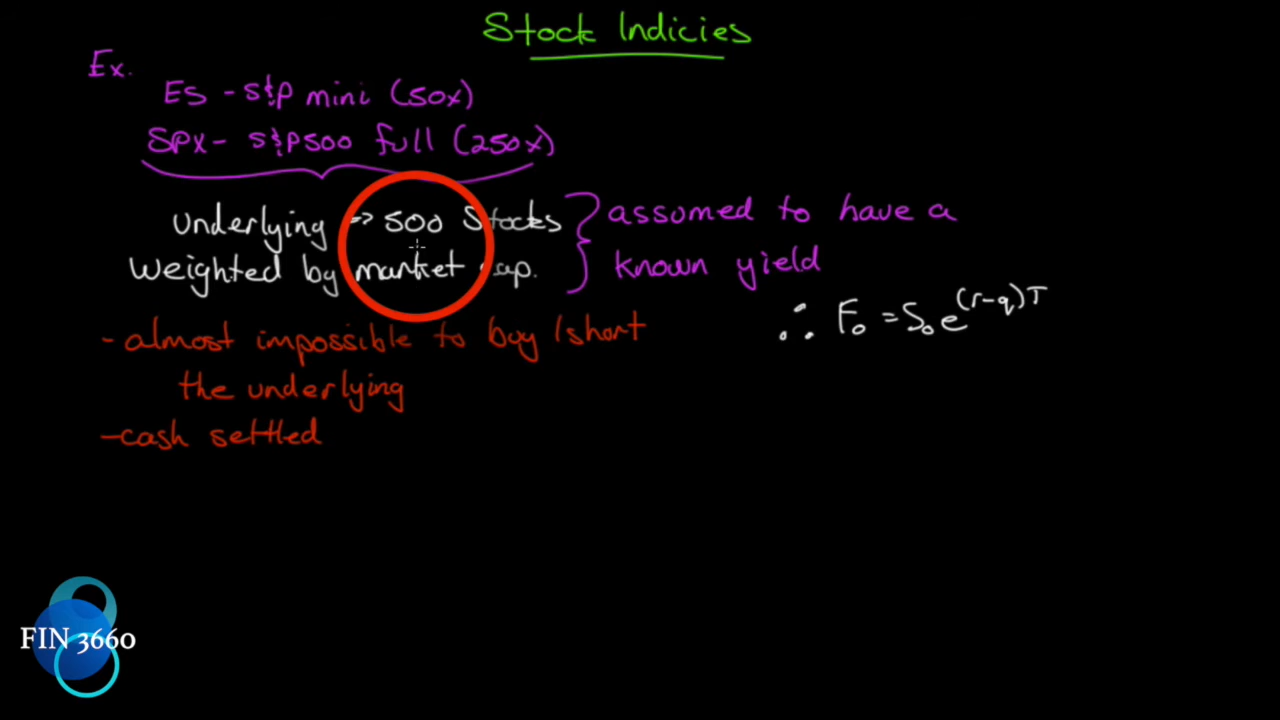 Stock Indicies
Ex.
ES - S&P mini (50x)
SPX - S&P500 full (250x)
Underlying => 500 Stocks
Weighted by market cap.
assumed to have a
known yield
∴ F₀ = S₀e^(r-q)T
- almost impossible to buy /short
the underlying
- cash settled
FIN 3660